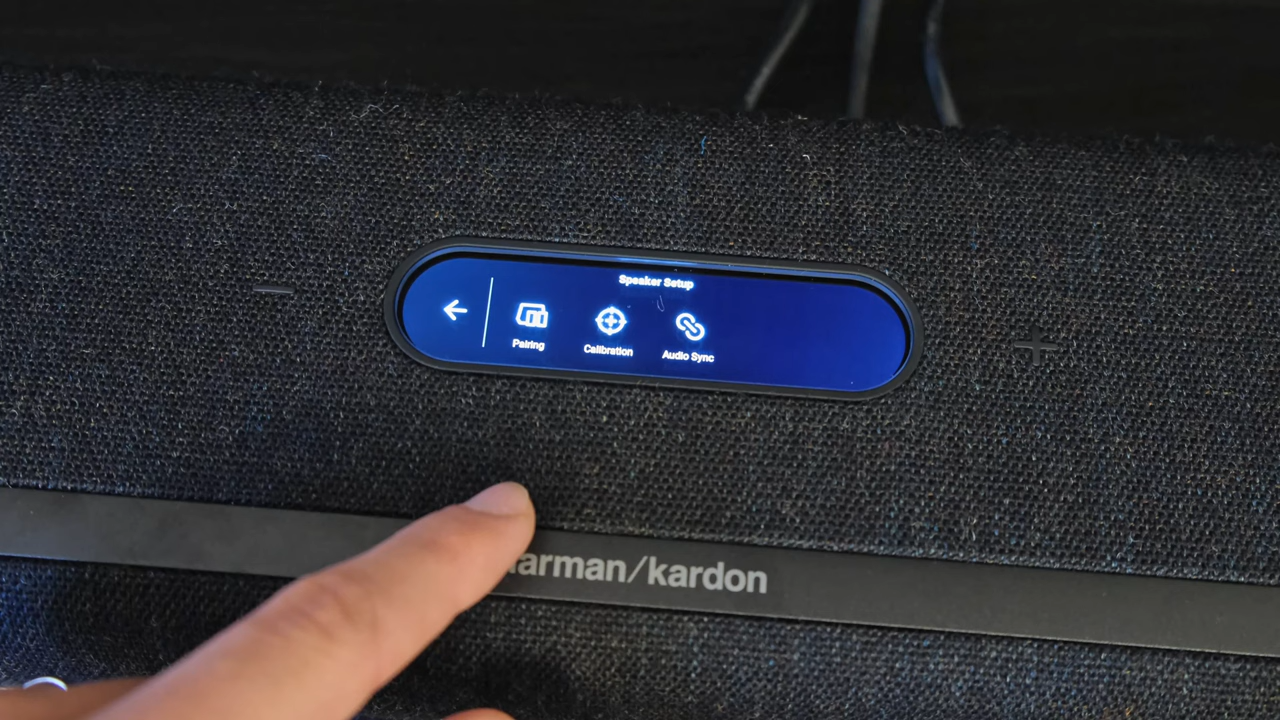 Speaker Setup
Pairing
Calibration
Audio Sync
− +
arman/kardon